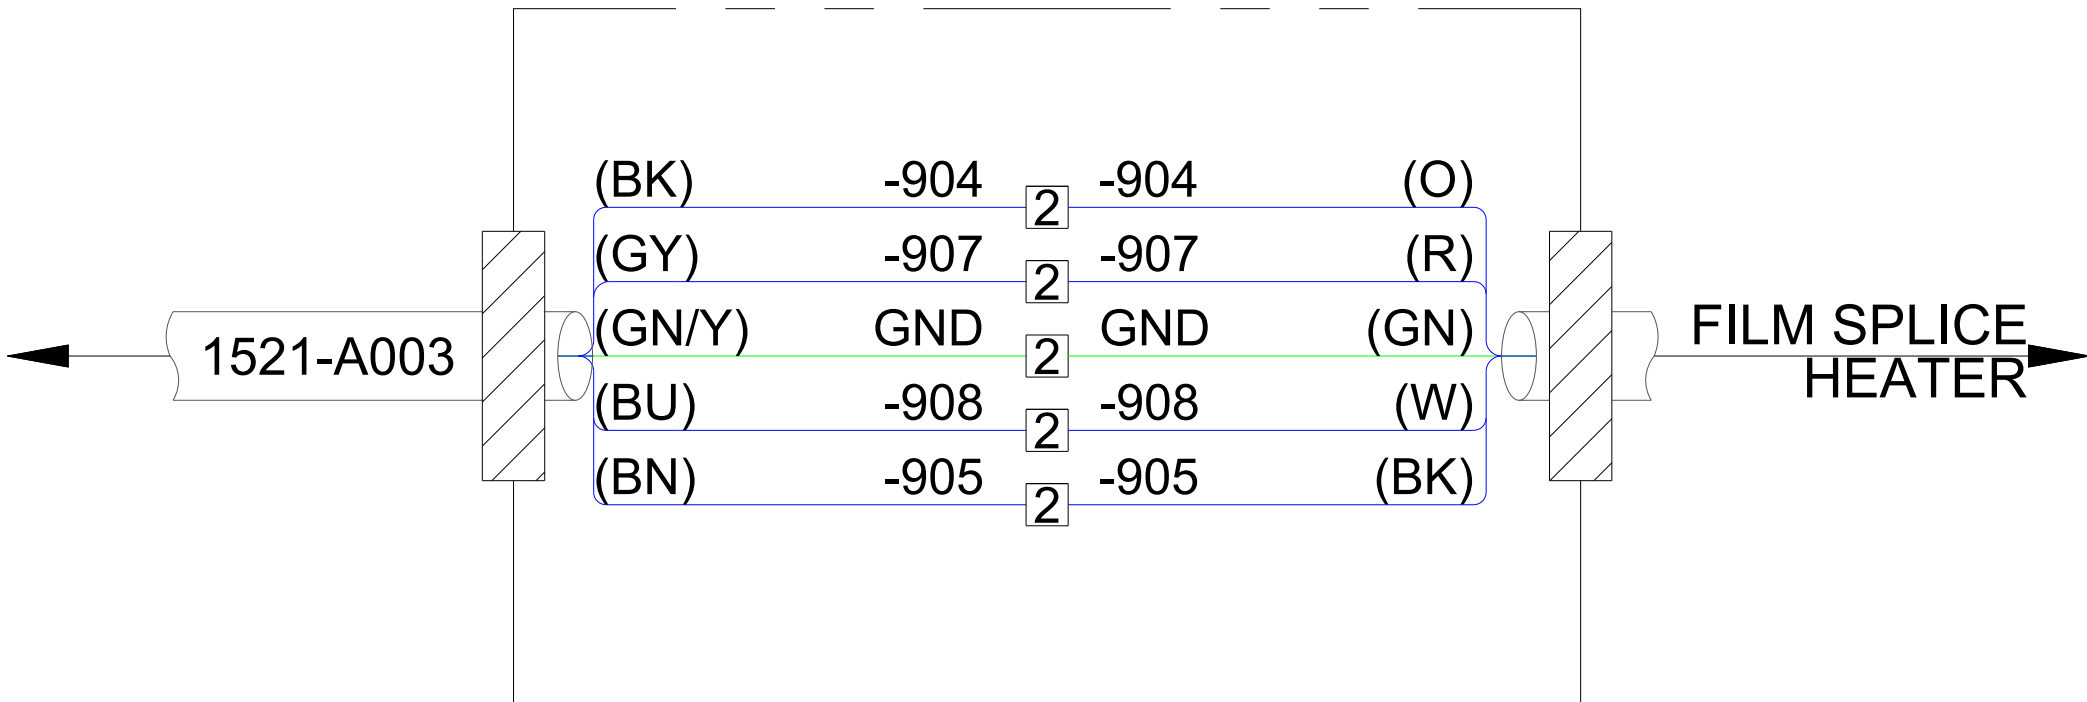 (BK) -904 2 -904 (O)
(GY) -907 2 -907 (R)
(GN/Y) GND 2 GND (GN)
1521-A003
FILM SPLICE
HEATER
(BU) -908 2 -908 (W)
(BN) -905 2 -905 (BK)